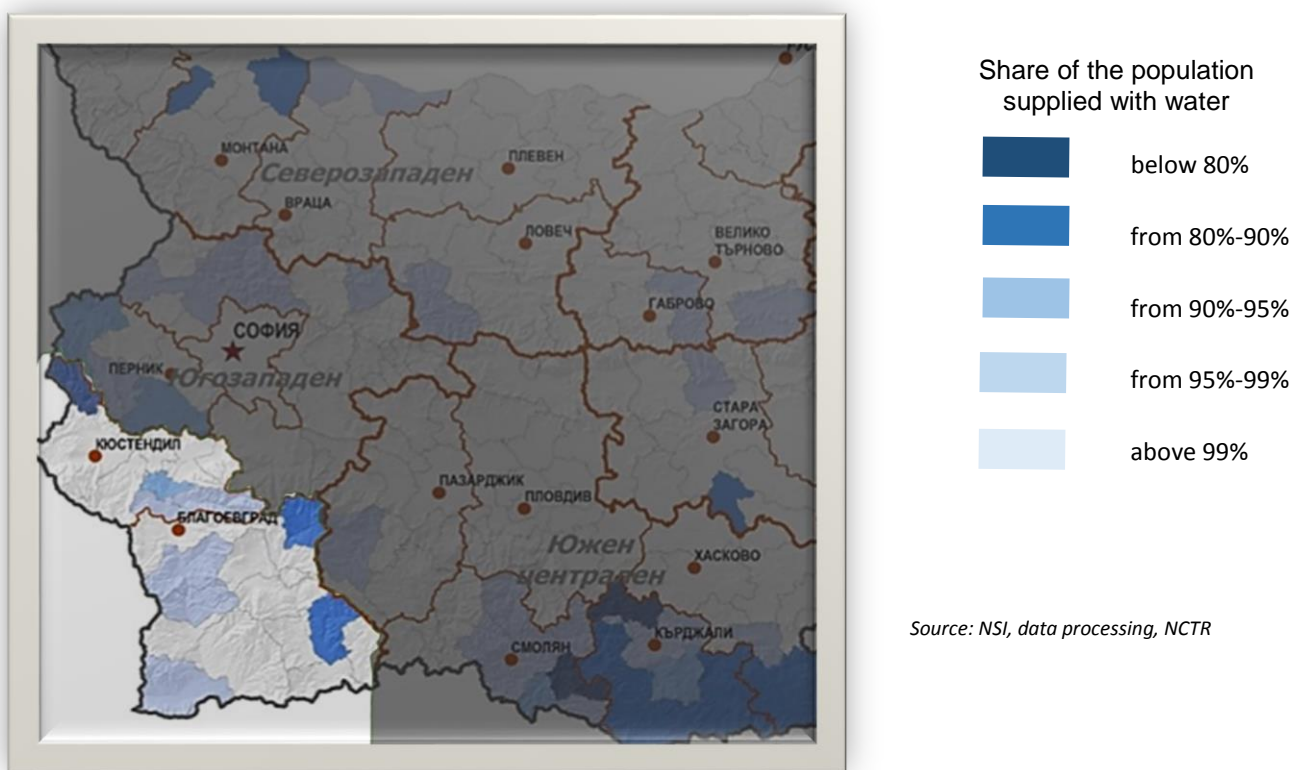 РУС
МОНТАНА
Северозападен
ПЛЕВЕН
ВРАЦА
ЛОВЕЧ
ВЕЛИКО
ТЪРНОВО
ГАБРОВО
СОФИЯ
ПЕРНИК
Югозападен
СТАРА
ЗАГОРА
КЮСТЕНДИЛ
ПАЗАРДЖИК
ПЛОВДИВ
БЛАГОЕВГРАД
Южен
централен
ХАСКОВО
СМОЛЯН
КЪРДЖАЛИ
Share of the population
supplied with water
below 80%
from 80%-90%
from 90%-95%
from 95%-99%
above 99%
Source: NSI, data processing, NCTR